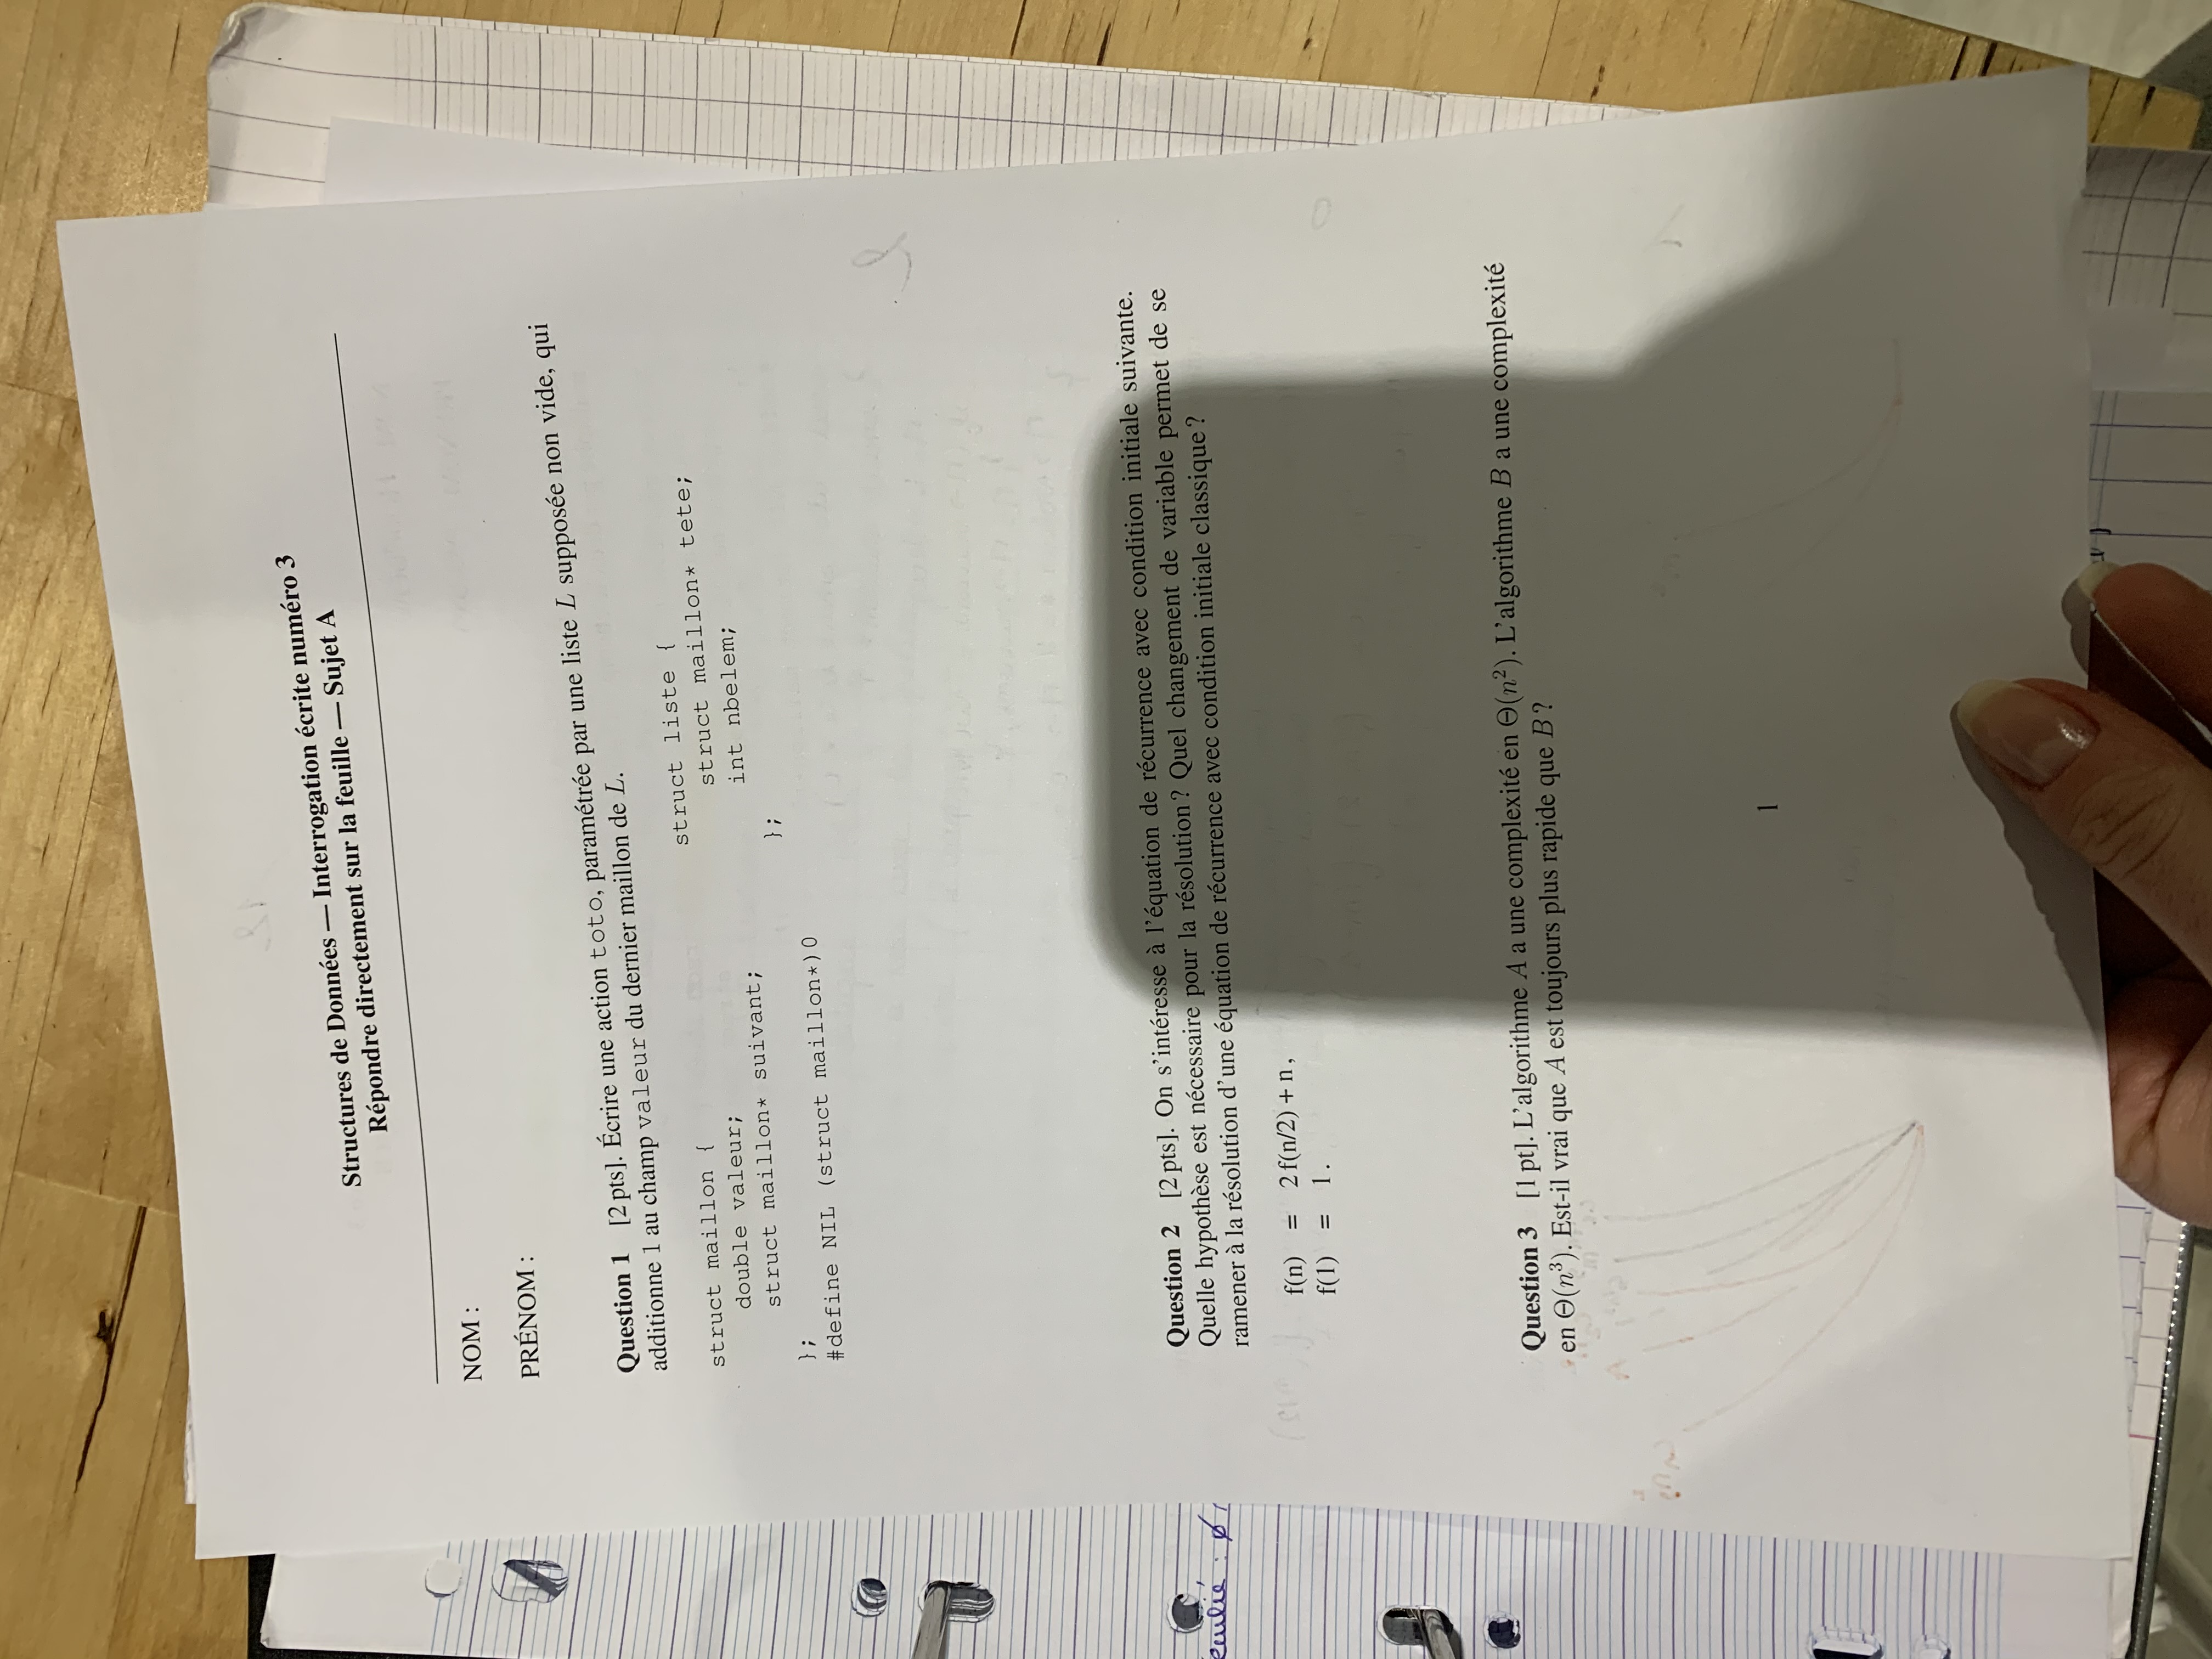 Structures de Données — Interrogation écrite numéro 3
Répondre directement sur la feuille — Sujet A
NOM :
PRÉNOM :
Question 1 [2 pts]. Écrire une action toto, paramétrée par une liste L supposée non vide, qui
additionne 1 au champ valeur du dernier maillon de L.
struct maillon {
double valeur;
struct maillon* suivant;
};
#define NIL (struct maillon*)0
struct liste {
struct maillon* tete;
int nbelem;
};
Question 2 [2 pts]. On s'intéresse à l'équation de récurrence avec condition initiale suivante.
Quelle hypothèse est nécessaire pour la résolution ? Quel changement de variable permet de se
ramener à la résolution d'une équation de récurrence avec condition initiale classique ?
f(n) = 2 f(n/2) + n ,
f(1) = 1 .
Question 3 [1 pt]. L'algorithme A a une complexité en Θ(n²). L'algorithme B a une complexité
en Θ(n³). Est-il vrai que A est toujours plus rapide que B ?
1